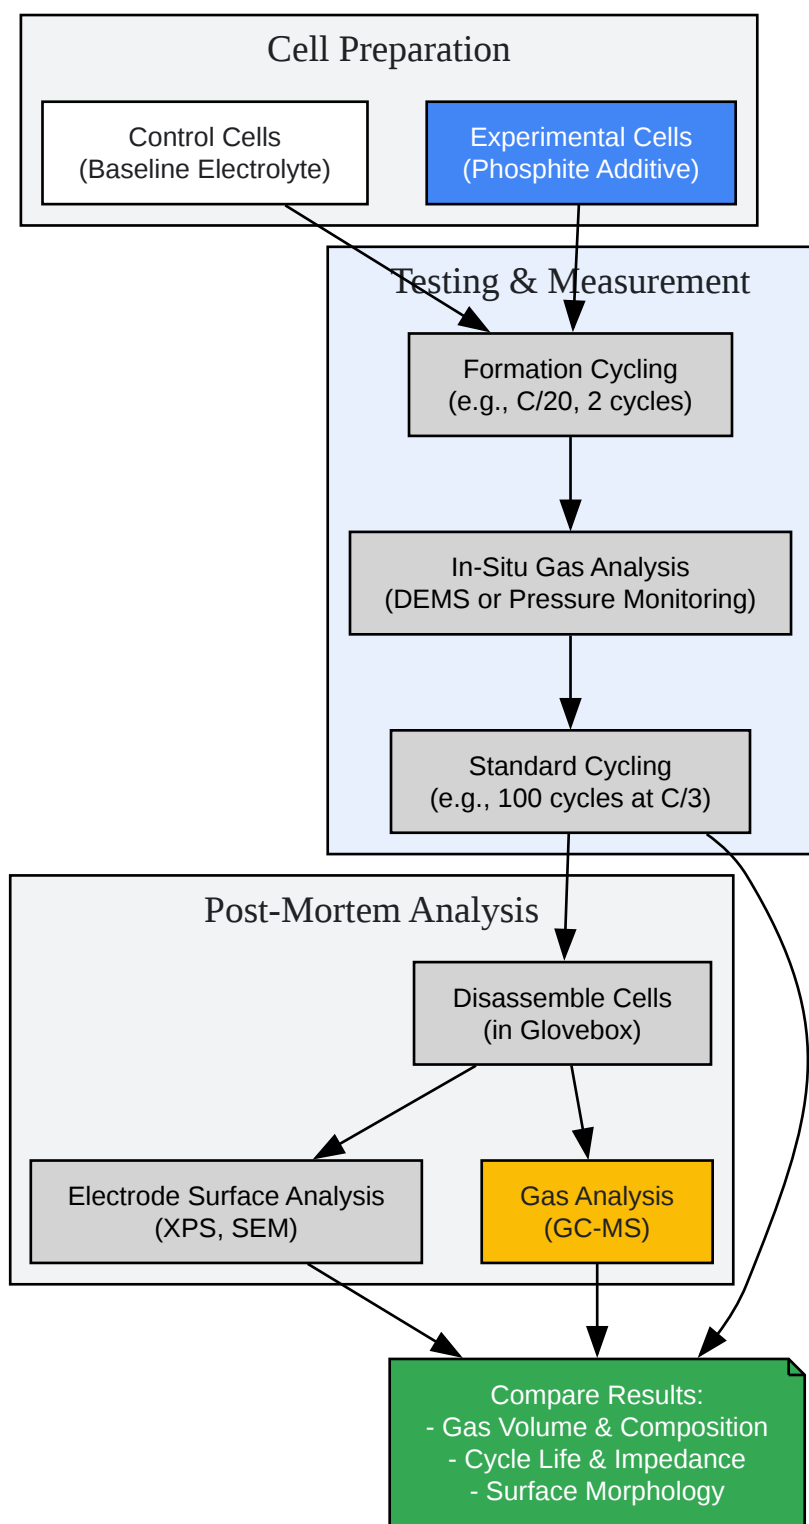 Cell Preparation
Control Cells
(Baseline Electrolyte)
Experimental Cells
(Phosphite Additive)
Testing & Measurement
Formation Cycling
(e.g., C/20, 2 cycles)
In-Situ Gas Analysis
(DEMS or Pressure Monitoring)
Standard Cycling
(e.g., 100 cycles at C/3)
Post-Mortem Analysis
Disassemble Cells
(in Glovebox)
Electrode Surface Analysis
(XPS, SEM)
Gas Analysis
(GC-MS)
Compare Results:
- Gas Volume & Composition
- Cycle Life & Impedance
- Surface Morphology